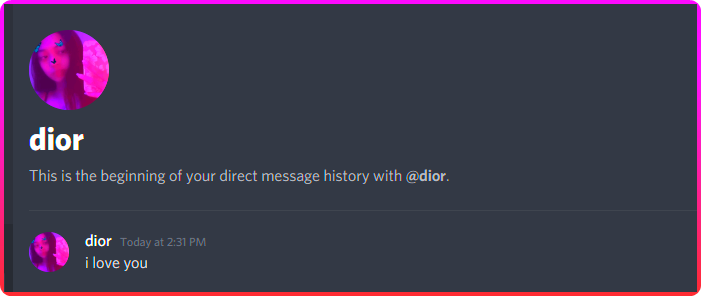 dior
This is the beginning of your direct message history with @dior.
dior Today at 2:31 PM
i love you